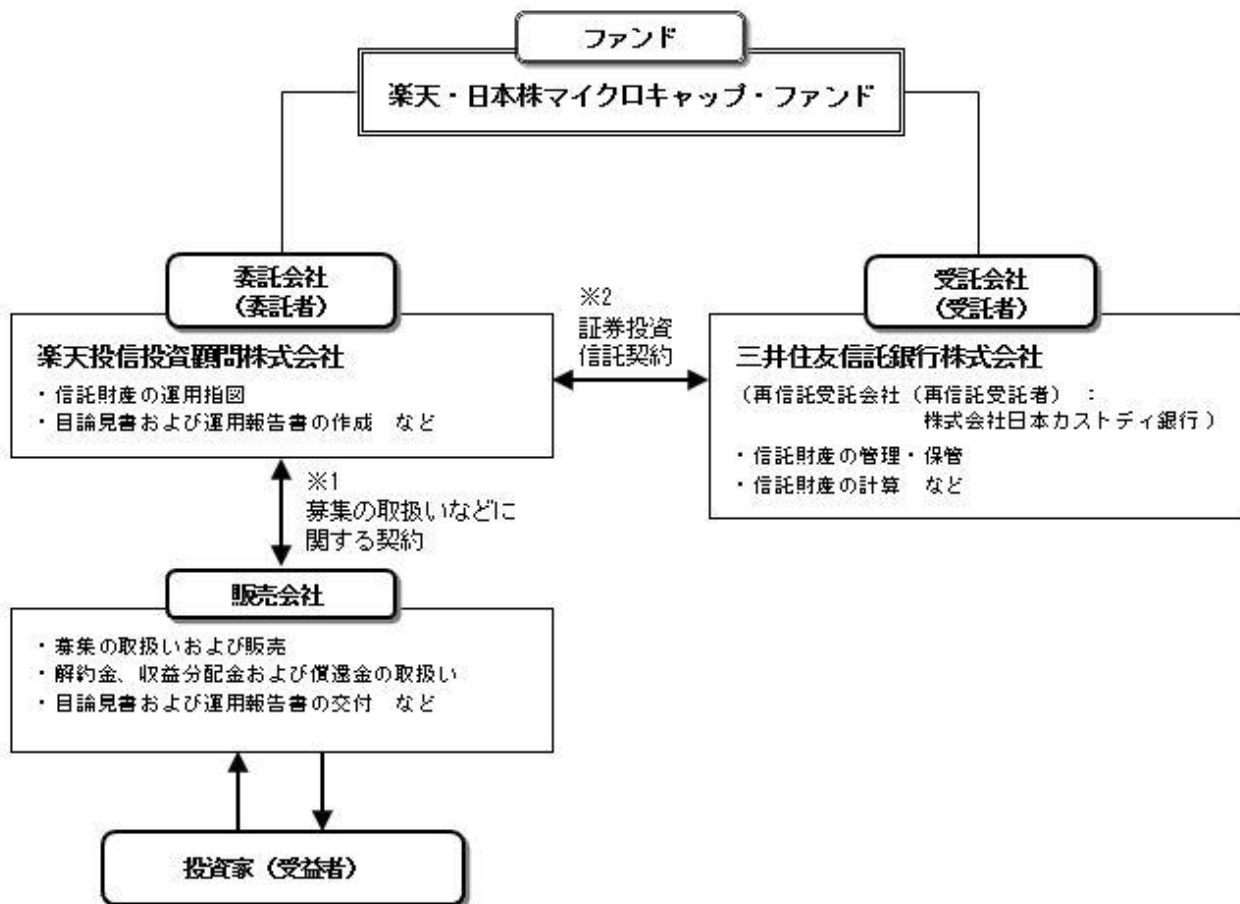 ファンド
楽天・日本株マイクロキャップ・ファンド
委託会社
(委託者)
楽天投信投資顧問株式会社
・信託財産の運用指図
・目論見書および運用報告書の作成 など
※2
証券投資
信託契約
受託会社
(受託者)
三井住友信託銀行株式会社
(再信託受託会社(再信託受託者) :
株式会社日本カストディ銀行)
・信託財産の管理・保管
・信託財産の計算 など
※1
募集の取扱いなどに
関する契約
販売会社
・募集の取扱いおよび販売
・解約金、収益分配金および償還金の取扱い
・目論見書および運用報告書の交付 など
投資家(受益者)